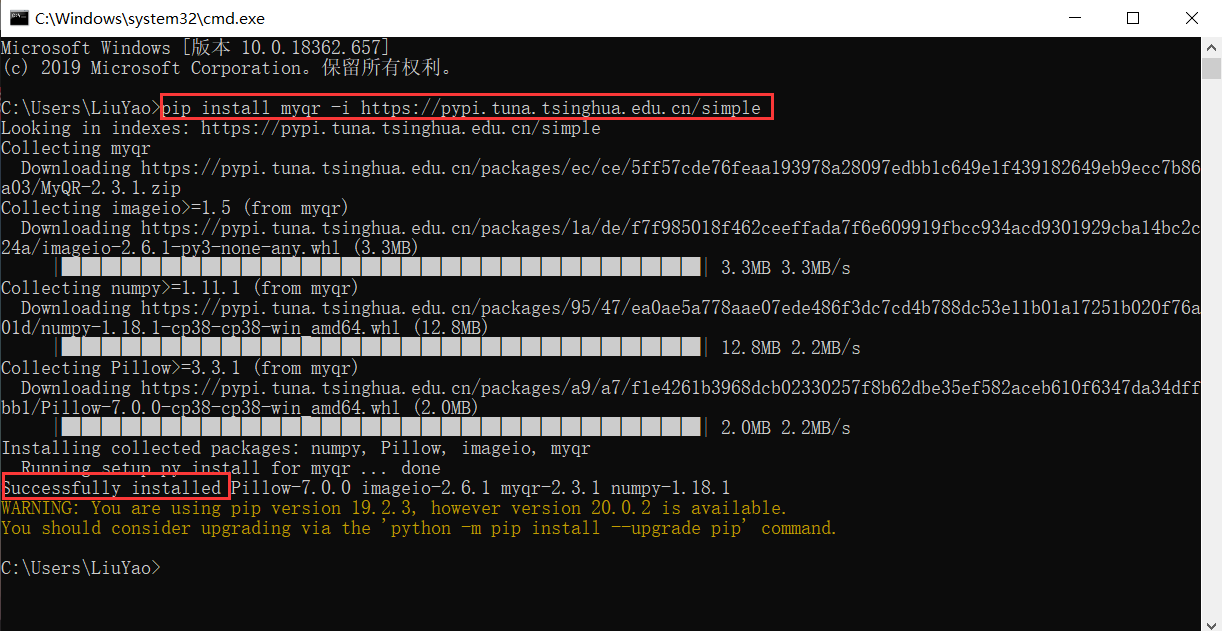 C:\Windows\system32\cmd.exe
Microsoft Windows [版本 10.0.18362.657]
(c) 2019 Microsoft Corporation。保留所有权利。
C:\Users\LiuYao>pip install myqr -i https://pypi.tuna.tsinghua.edu.cn/simple
Looking in indexes: https://pypi.tuna.tsinghua.edu.cn/simple
Collecting myqr
Downloading https://pypi.tuna.tsinghua.edu.cn/packages/ec/ce/5ff57cde76feaa193978a28097edbb1c649e1f439182649eb9ecc7b86
a03/MyQR-2.3.1.zip
Collecting imageio>=1.5 (from myqr)
Downloading https://pypi.tuna.tsinghua.edu.cn/packages/1a/de/f7f985018f462ceeffada7f6e609919fbcc934acd9301929cba14bc2c
24a/imageio-2.6.1-py3-none-any.whl (3.3MB)
3.3MB 3.3MB/s
Collecting numpy>=1.11.1 (from myqr)
Downloading https://pypi.tuna.tsinghua.edu.cn/packages/95/47/ea0ae5a778aae07ede486f3dc7cd4b788dc53e11b01a17251b020f76a
01d/numpy-1.18.1-cp38-cp38-win_amd64.whl (12.8MB)
12.8MB 2.2MB/s
Collecting Pillow>=3.3.1 (from myqr)
Downloading https://pypi.tuna.tsinghua.edu.cn/packages/a9/a7/f1e4261b3968dcb02330257f8b62dbe35ef582aceb610f6347da34dff
bb1/Pillow-7.0.0-cp38-cp38-win_amd64.whl (2.0MB)
2.0MB 2.2MB/s
Installing collected packages: numpy, Pillow, imageio, myqr
Running setup.py install for myqr ... done
Successfully installed Pillow-7.0.0 imageio-2.6.1 myqr-2.3.1 numpy-1.18.1
WARNING: You are using pip version 19.2.3, however version 20.0.2 is available.
You should consider upgrading via the 'python -m pip install --upgrade pip' command.
C:\Users\LiuYao>